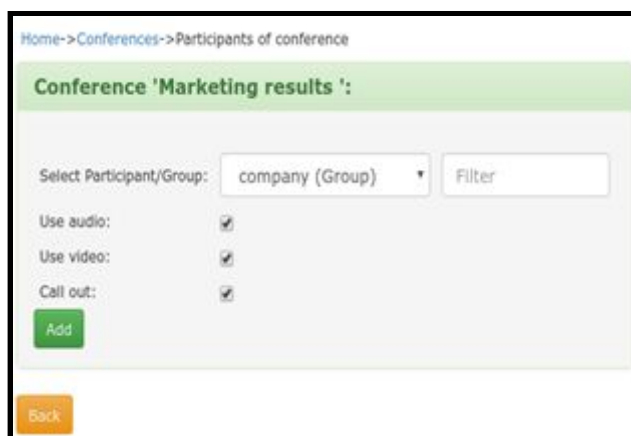 Home->Conferences->Participants of conference
Conference 'Marketing results ':
Select Participant/Group: company (Group) Filter
Use audio:
Use video:
Call out:
Add
Back